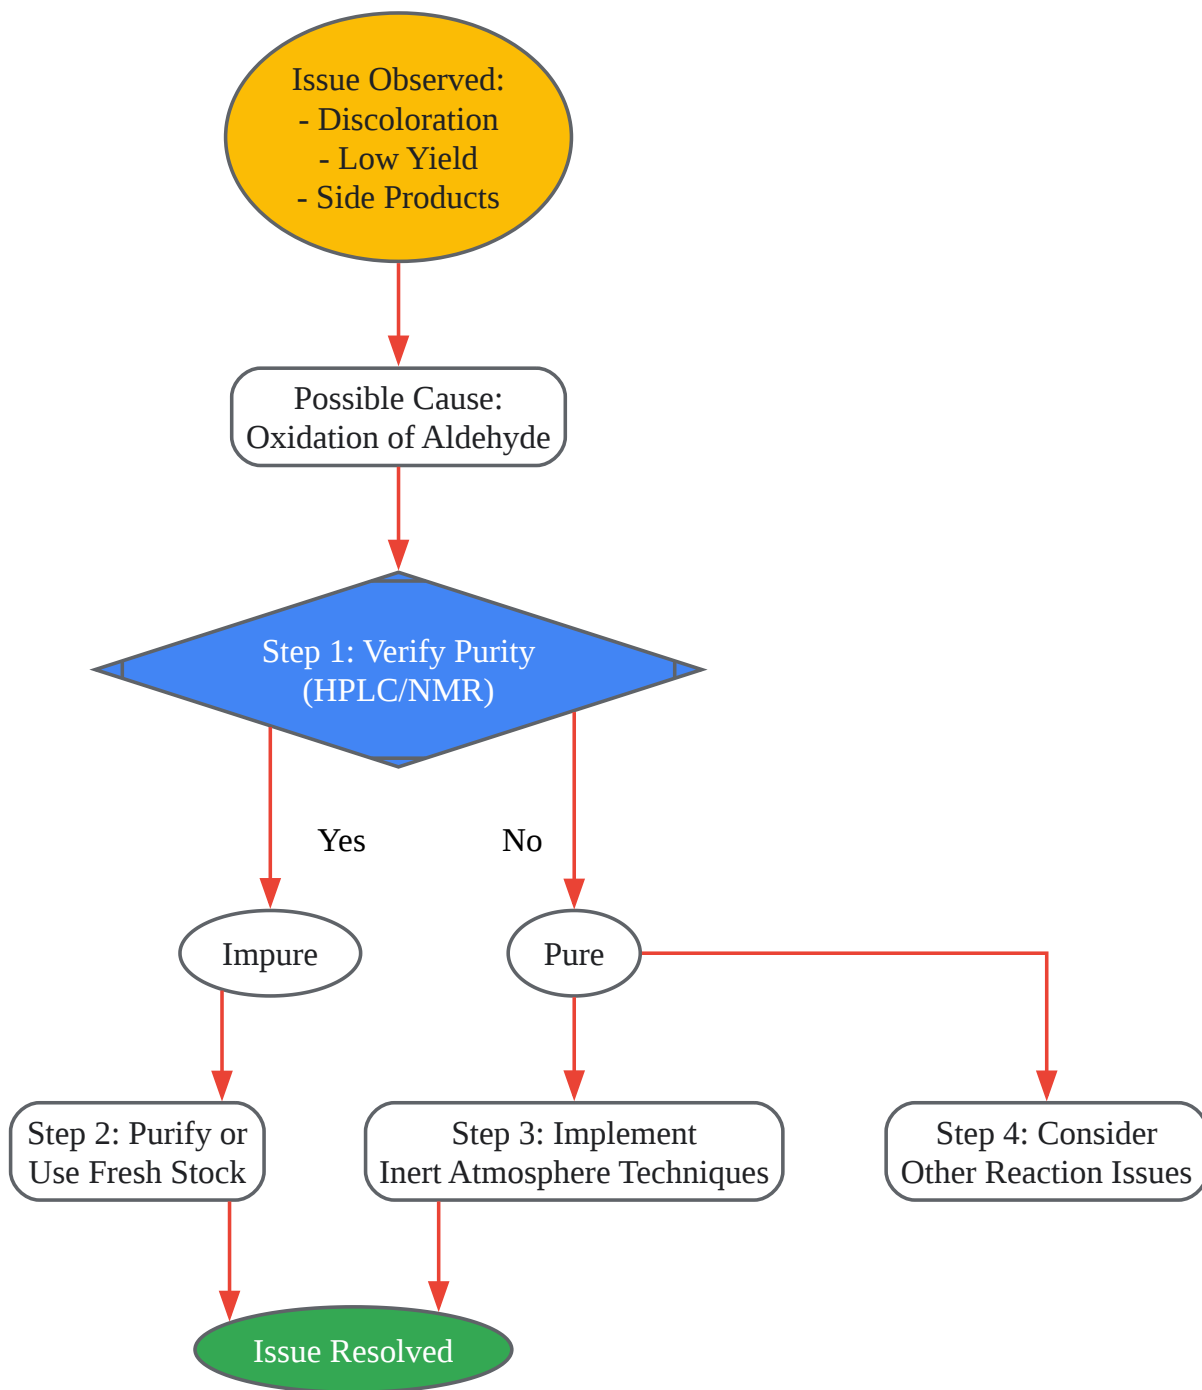 Issue Observed:
- Discoloration
- Low Yield
- Side Products
Possible Cause:
Oxidation of Aldehyde
Step 1: Verify Purity
(HPLC/NMR)
Yes
No
Impure
Pure
Step 2: Purify or
Use Fresh Stock
Step 3: Implement
Inert Atmosphere Techniques
Step 4: Consider
Other Reaction Issues
Issue Resolved